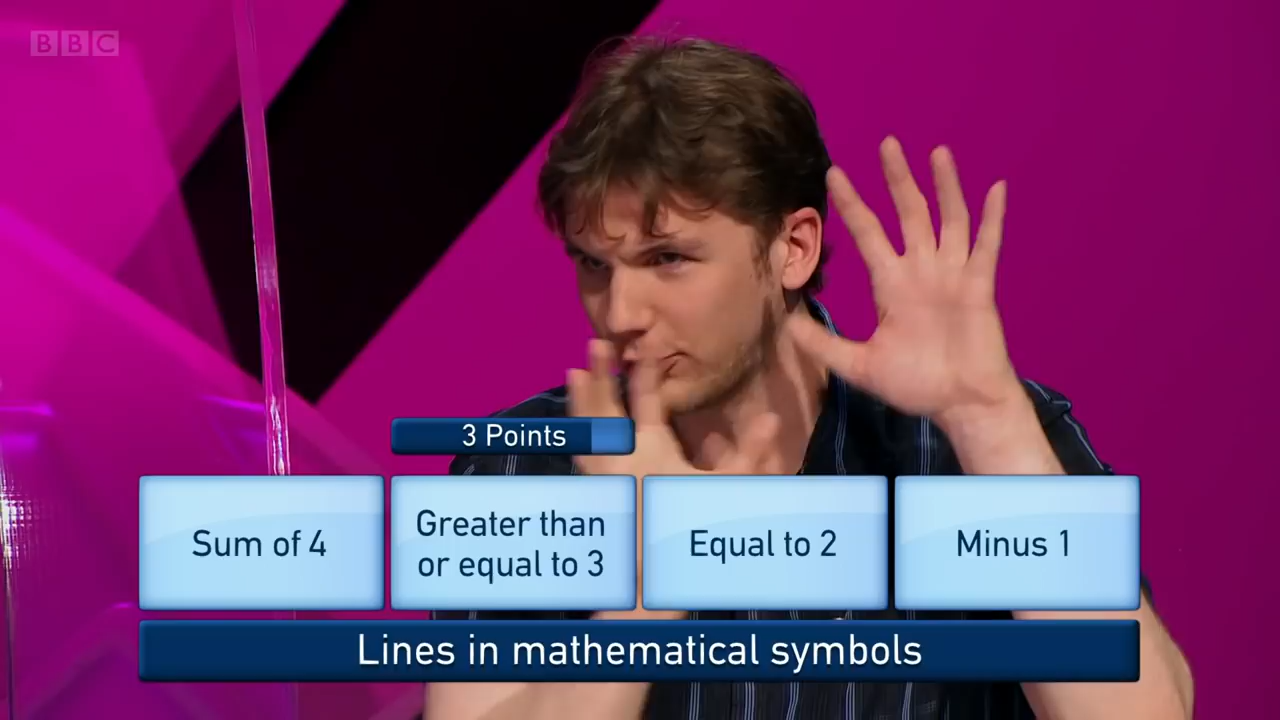 BBC
3 Points
Sum of 4
Greater than
or equal to 3
Equal to 2
Minus 1
Lines in mathematical symbols